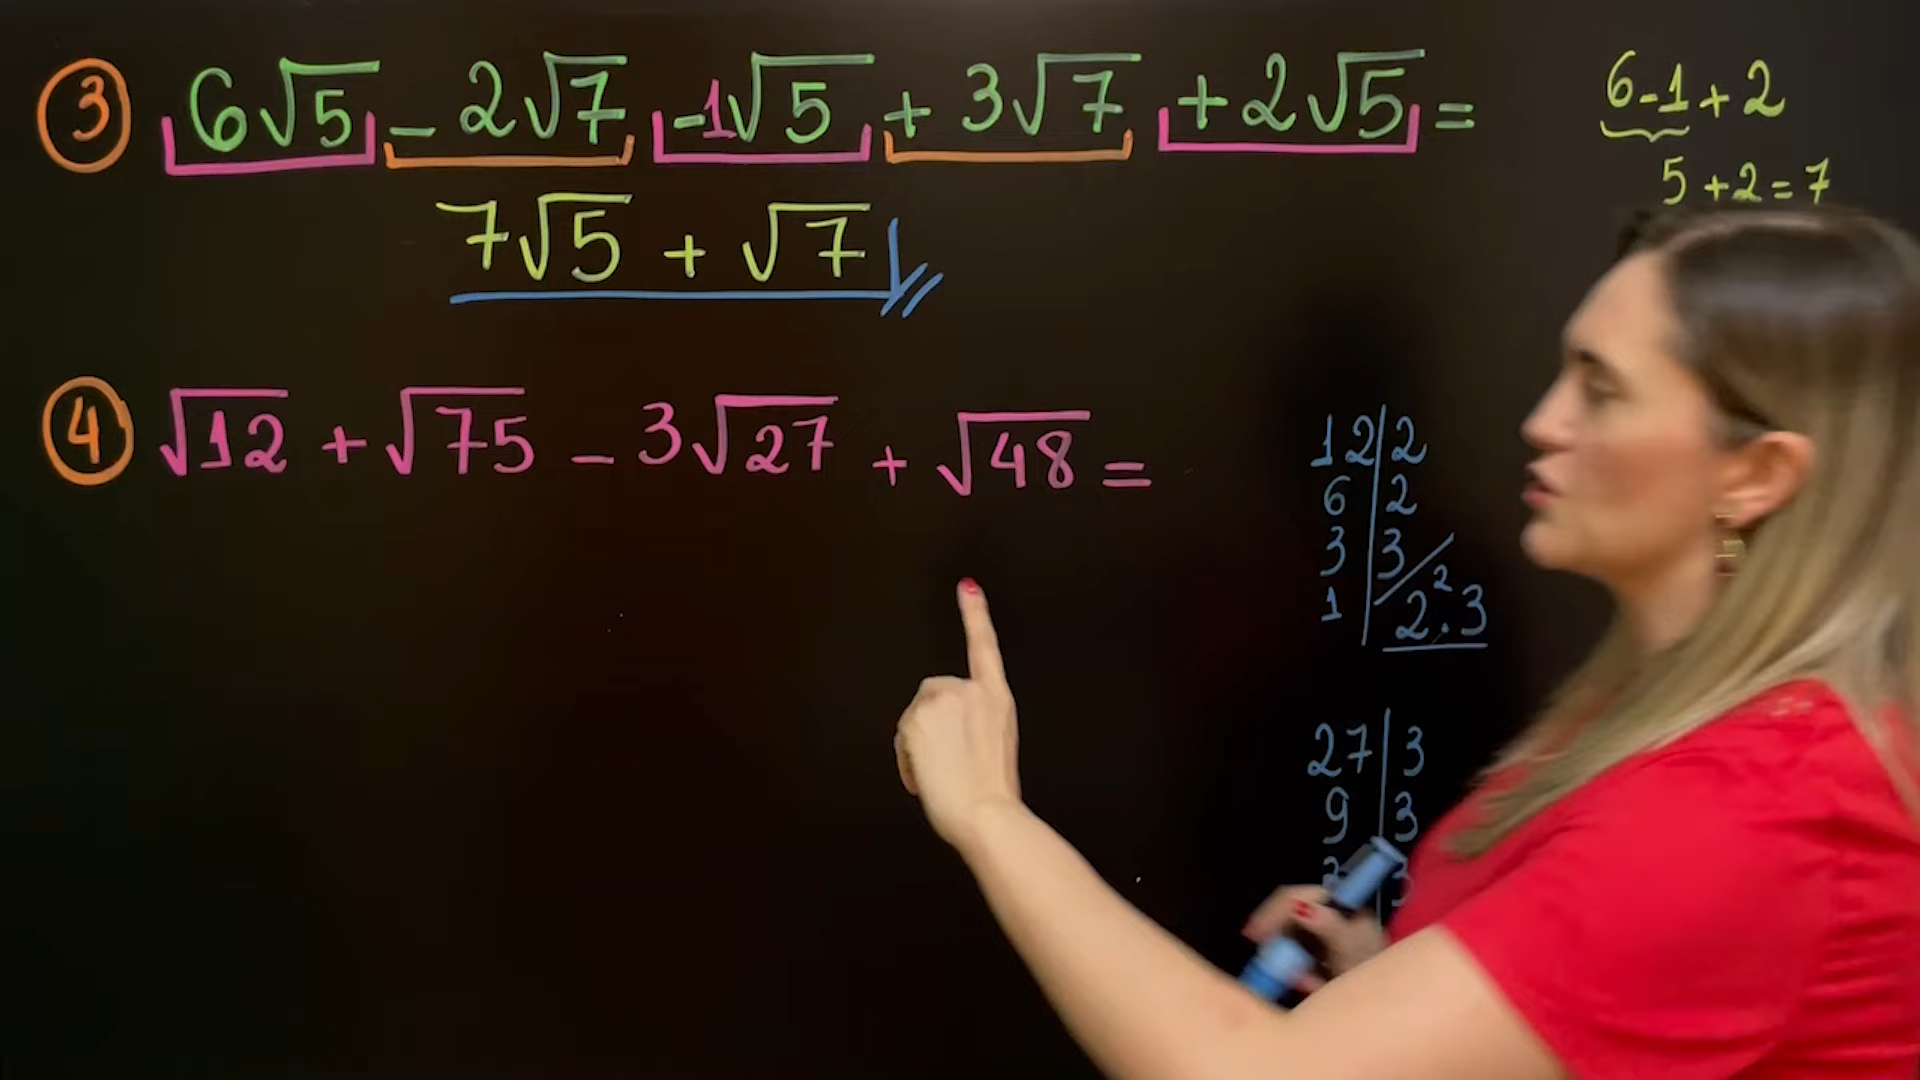 ③ 6√5 - 2√7 -1√5 + 3√7 + 2√5 =
7√5 + √7
6-1 + 2
5 + 2 = 7
④ √12 + √75 - 3√27 + √48 =
12|2
6|2
3|3
1| 2².3
27|3
9|3
3|3